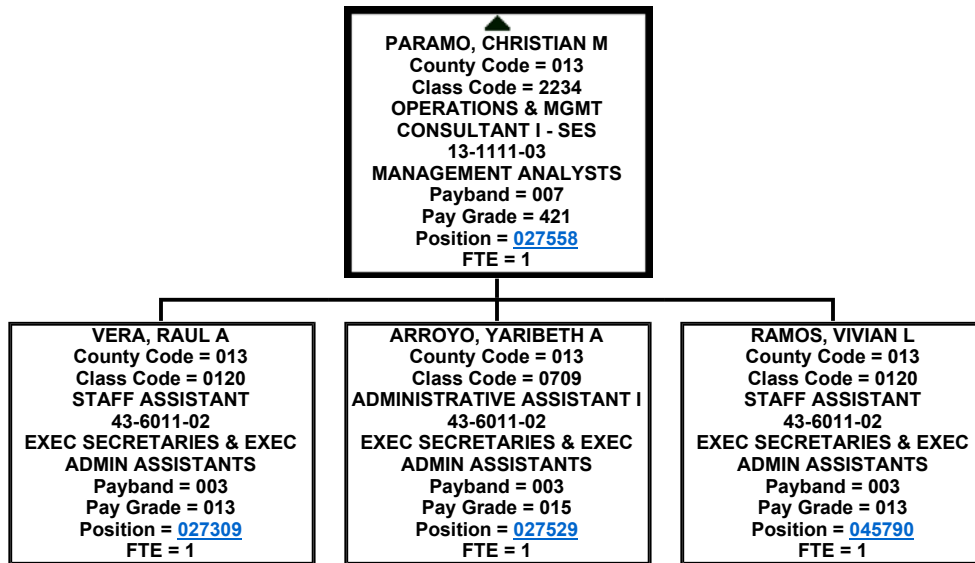 PARAMO, CHRISTIAN M
County Code = 013
Class Code = 2234
OPERATIONS & MGMT
CONSULTANT I - SES
13-1111-03
MANAGEMENT ANALYSTS
Payband = 007
Pay Grade = 421
Position = 027558
FTE = 1
VERA, RAUL A
County Code = 013
Class Code = 0120
STAFF ASSISTANT
43-6011-02
EXEC SECRETARIES & EXEC
ADMIN ASSISTANTS
Payband = 003
Pay Grade = 013
Position = 027309
FTE = 1
ARROYO, YARIBETH A
County Code = 013
Class Code = 0709
ADMINISTRATIVE ASSISTANT I
43-6011-02
EXEC SECRETARIES & EXEC
ADMIN ASSISTANTS
Payband = 003
Pay Grade = 015
Position = 027529
FTE = 1
RAMOS, VIVIAN L
County Code = 013
Class Code = 0120
STAFF ASSISTANT
43-6011-02
EXEC SECRETARIES & EXEC
ADMIN ASSISTANTS
Payband = 003
Pay Grade = 013
Position = 045790
FTE = 1